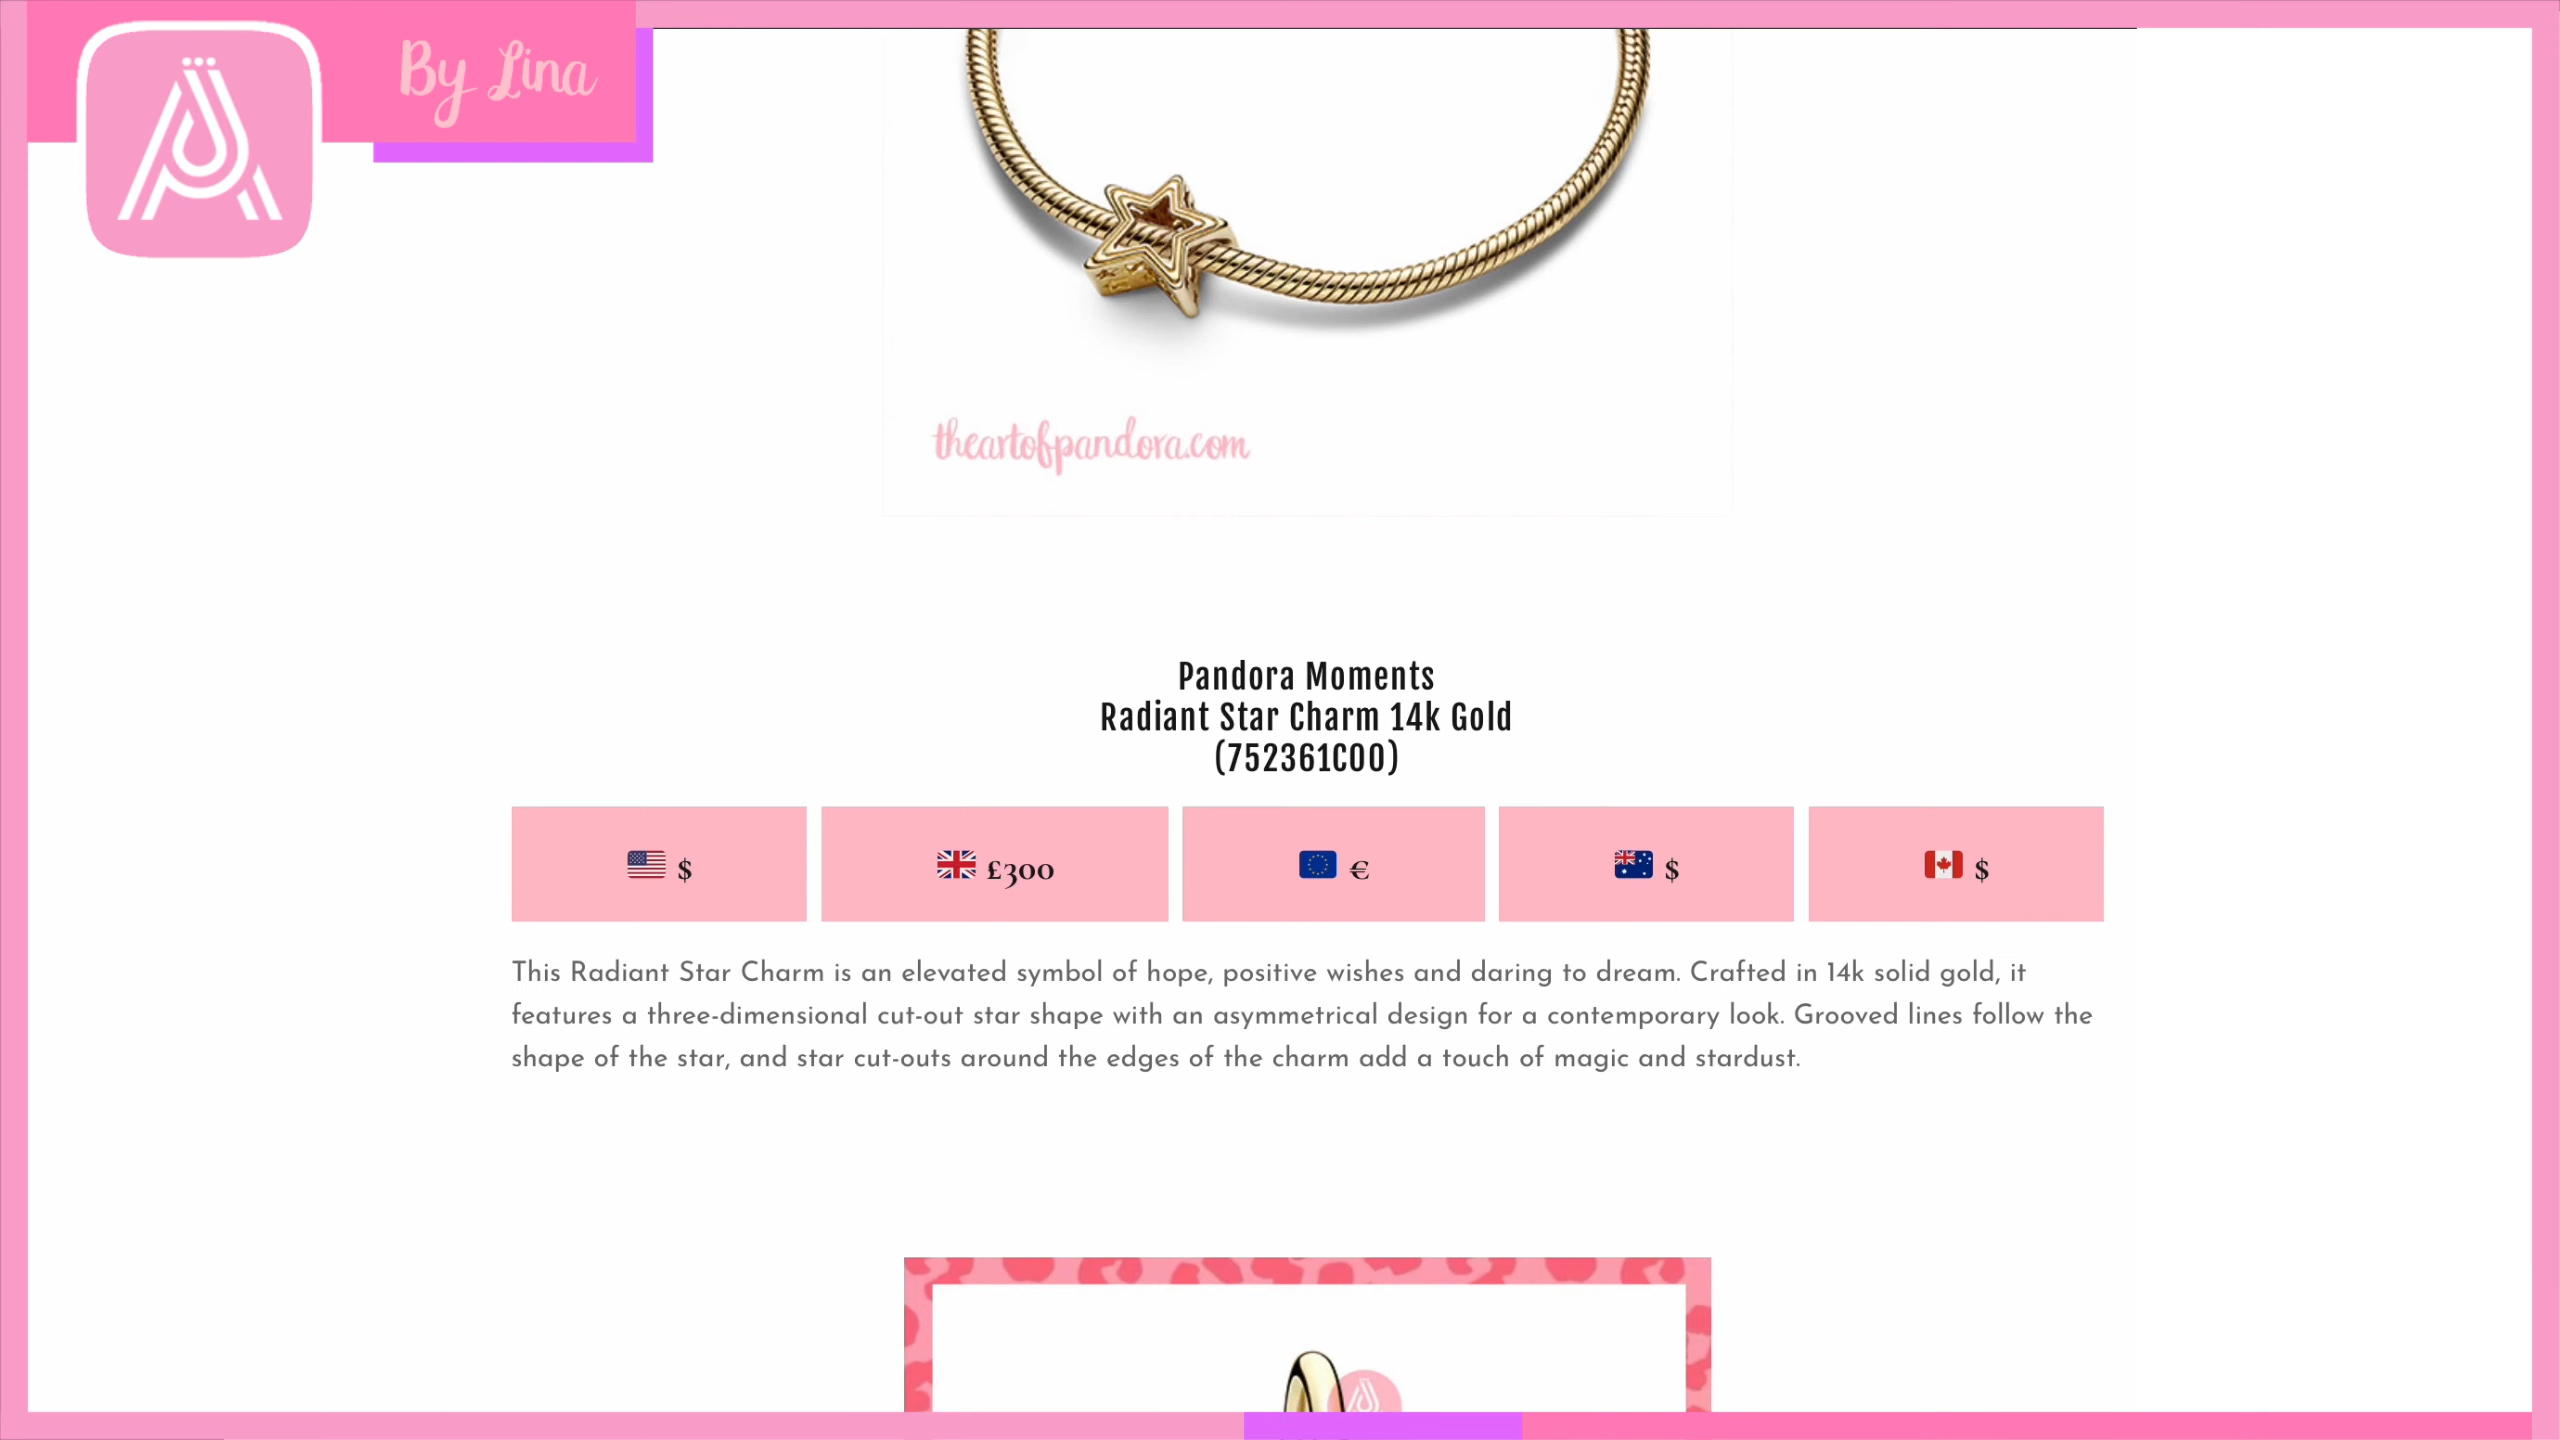 By Lina
theartofpandora.com
Pandora Moments
Radiant Star Charm 14k Gold
(752361C00)
$
£300
€
$
$
This Radiant Star Charm is an elevated symbol of hope, positive wishes and daring to dream. Crafted in 14k solid gold, it
features a three-dimensional cut-out star shape with an asymmetrical design for a contemporary look. Grooved lines follow the
shape of the star, and star cut-outs around the edges of the charm add a touch of magic and stardust.